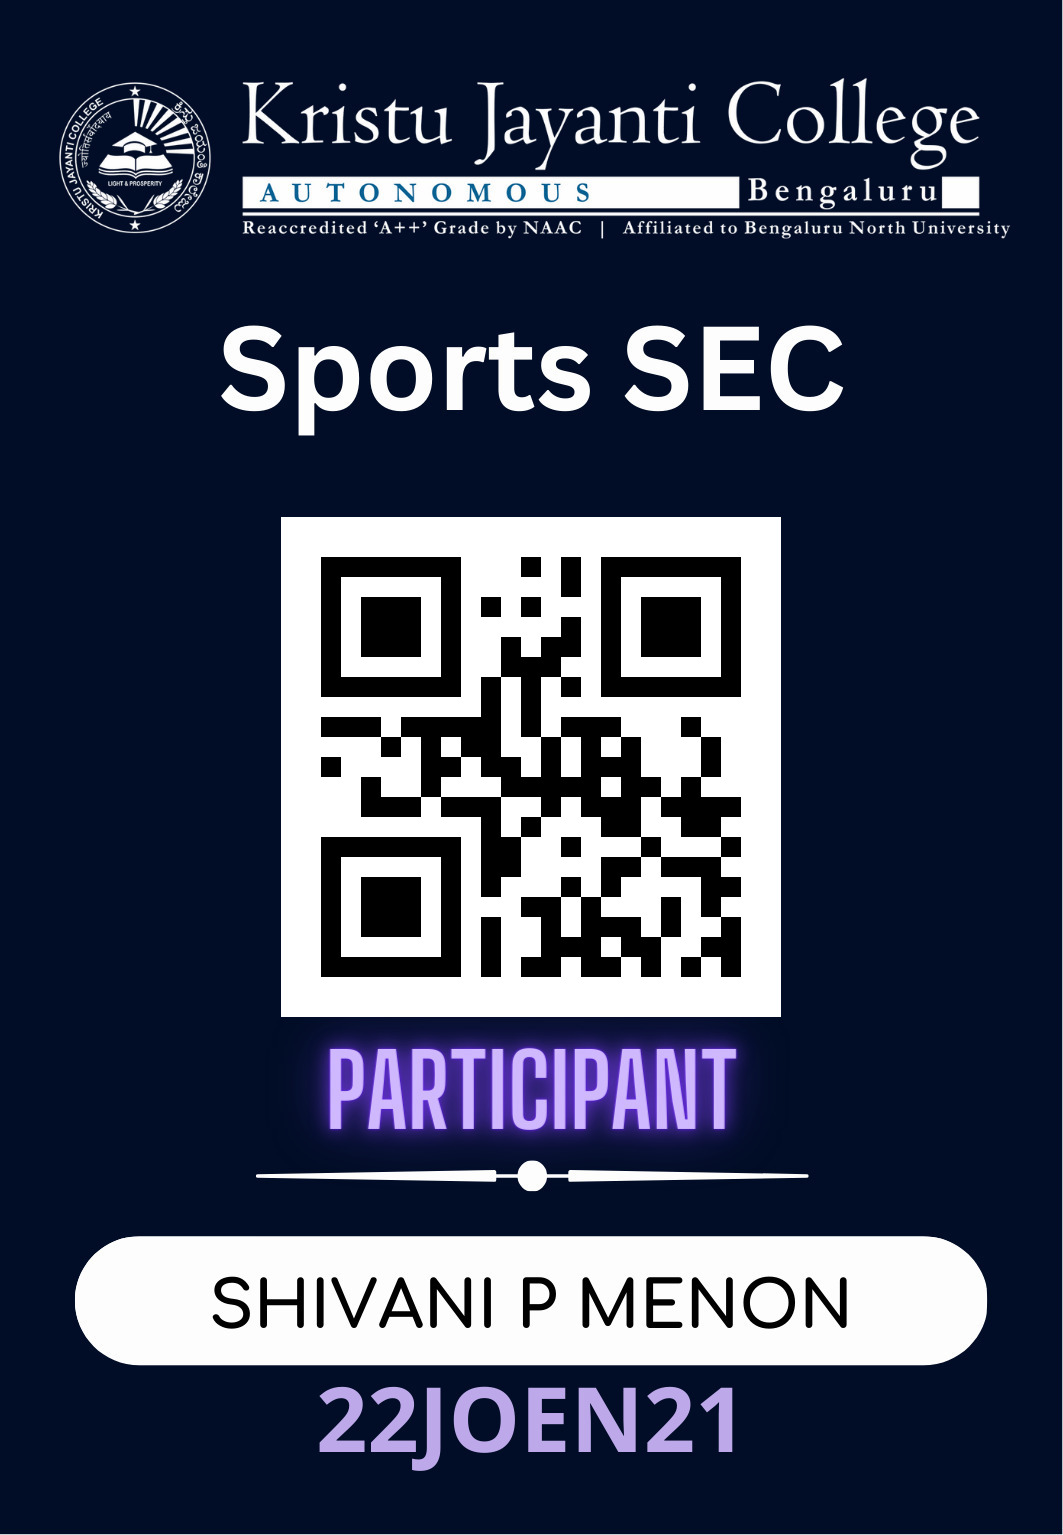 KRISTU JAYANTI COLLEGE
ಕ್ರಿಸ್ತು ಜಯಂತಿ ಕಾಲೇಜು
LIGHT & PROSPERITY
Kristu Jayanti College
AUTONOMOUS Bengaluru
Reaccredited ‘A++’ Grade by NAAC | Affiliated to Bengaluru North University
Sports SEC
PARTICIPANT
SHIVANI P MENON
22JOEN21